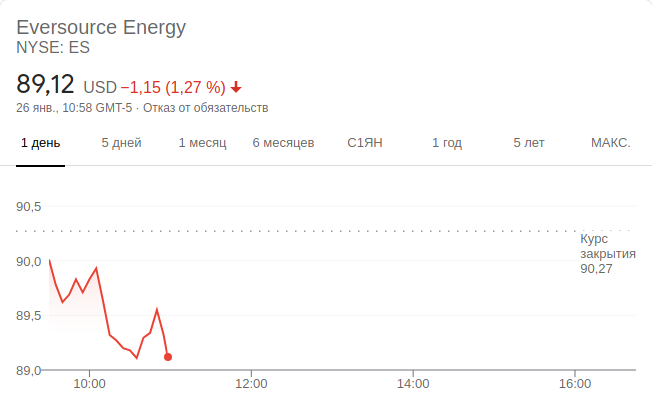 Eversource Energy
NYSE: ES
89,12 USD −1,15 (1,27 %)
26 янв., 10:58 GMT-5 · Отказ от обязательств
1 день 5 дней 1 месяц 6 месяцев С1ЯН 1 год 5 лет МАКС.
90,5
Курс
закрытия
90,27
90,0
89,5
89,0
10:00 12:00 14:00 16:00